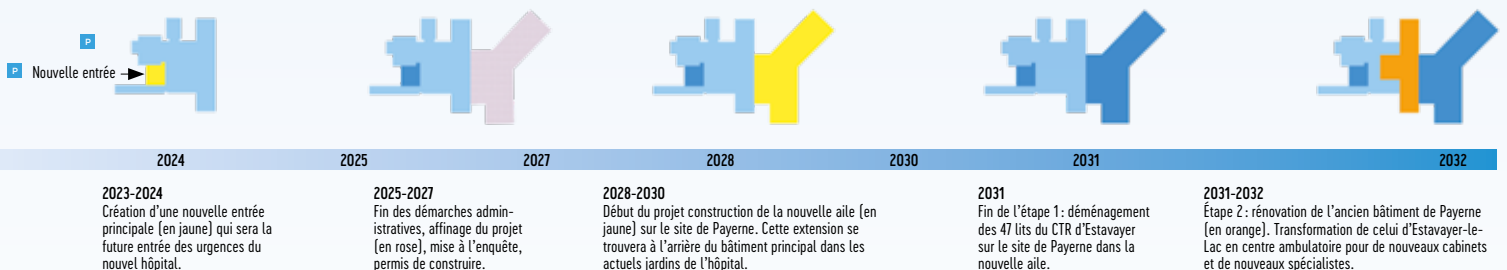 P
P
Nouvelle entrée
2024
2025
2027
2028
2030
2031
2032
2023-2024
Création d'une nouvelle entrée
principale (en jaune) qui sera la
future entrée des urgences du
nouvel hôpital.
2025-2027
Fin des démarches admin-
istratives, affinage du projet
(en rose), mise à l'enquête,
permis de construire.
2028-2030
Début du projet construction de la nouvelle aile (en
jaune) sur le site de Payerne. Cette extension se
trouvera à l'arrière du bâtiment principal dans les
actuels jardins de l'hôpital.
2031
Fin de l'étape 1 : déménagement
des 47 lits du CTR d'Estavayer
sur le site de Payerne dans la
nouvelle aile.
2031-2032
Étape 2 : rénovation de l'ancien bâtiment de Payerne
(en orange). Transformation de celui d'Estavayer-le-
Lac en centre ambulatoire pour de nouveaux cabinets
et de nouveaux spécialistes.